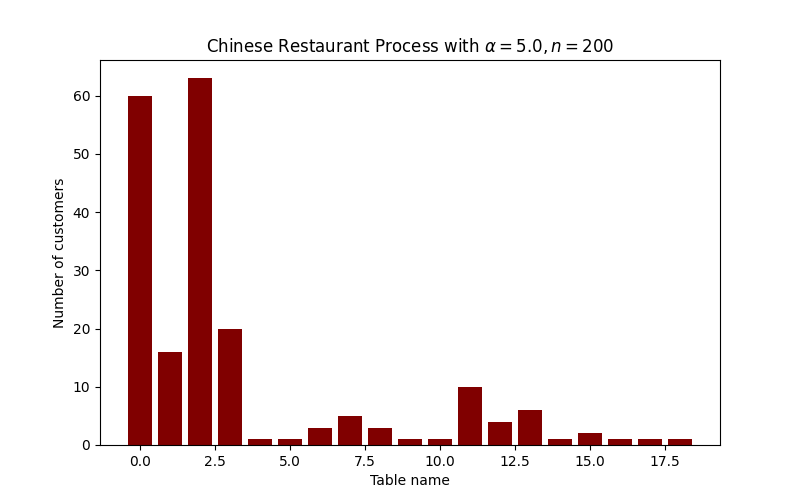 Chinese Restaurant Process with α = 5.0, n = 200
Number of customers
60
50
40
30
20
10
0
0.0 2.5 5.0 7.5 10.0 12.5 15.0 17.5
Table name